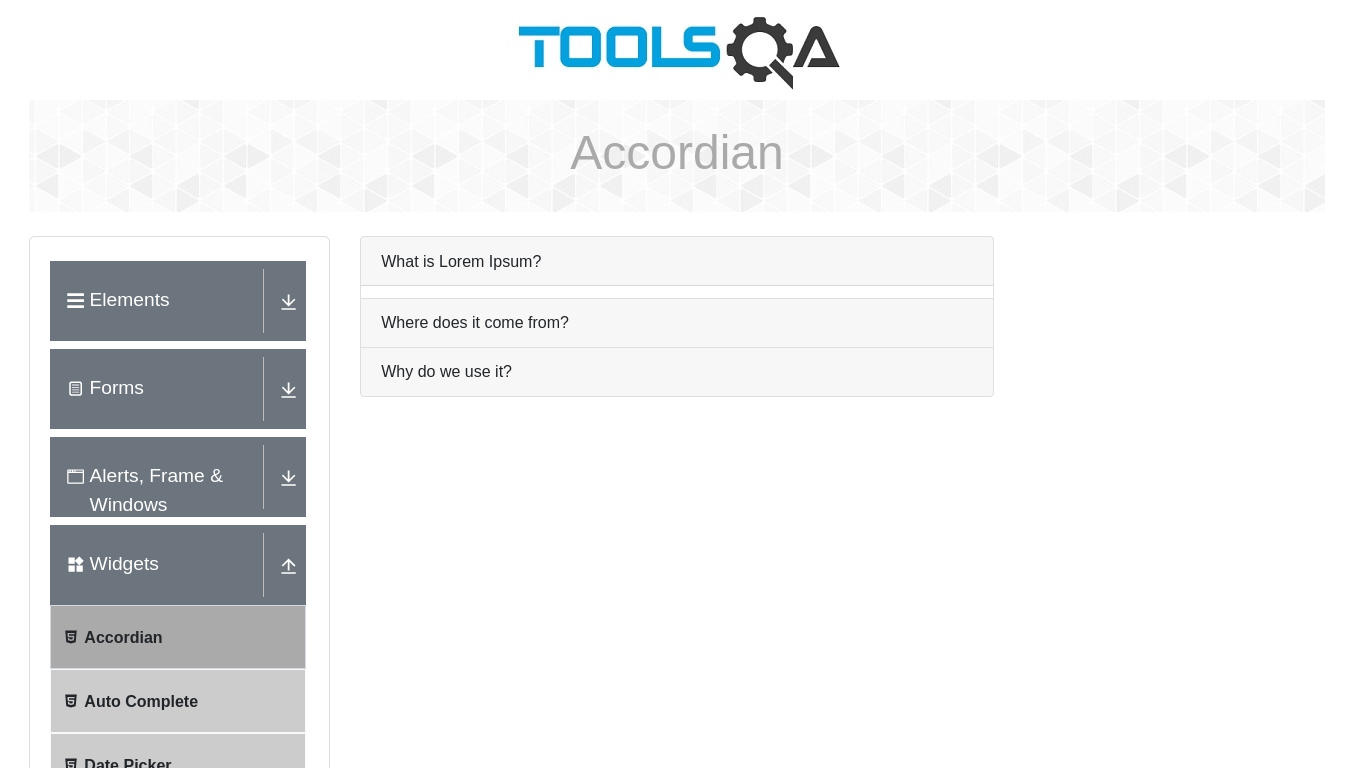 TOOLSQA
Accordian
Elements
Forms
Alerts, Frame &
Windows
Widgets
Accordian
Auto Complete
Date Picker
What is Lorem Ipsum?
Where does it come from?
Why do we use it?